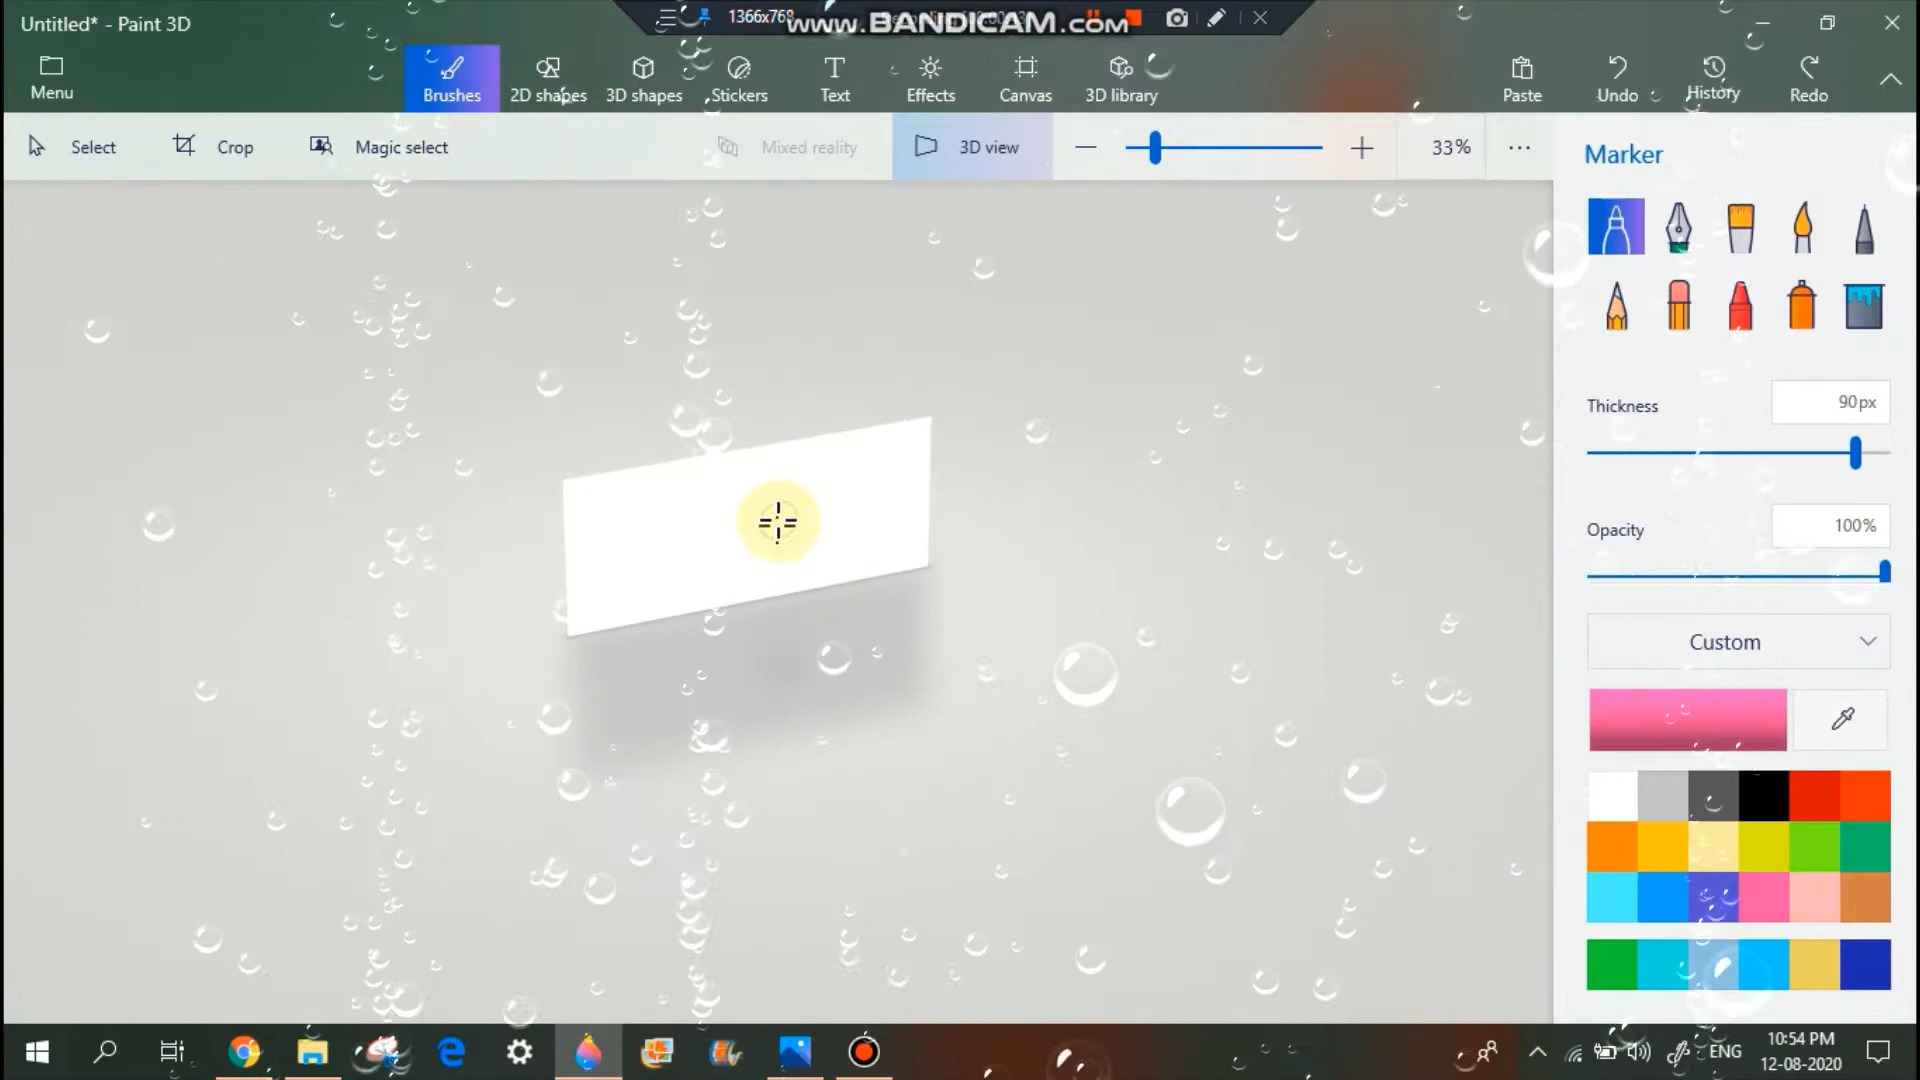 Untitled* - Paint 3D
1366x768
www.BANDICAM.com
Menu
Brushes
2D shapes
3D shapes
Stickers
Text
Effects
Canvas
3D library
Paste
Undo
History
Redo
Select
Crop
Magic select
Mixed reality
3D view
33%
Marker
Thickness
90px
Opacity
100%
Custom
ENG
10:54 PM
12-08-2020